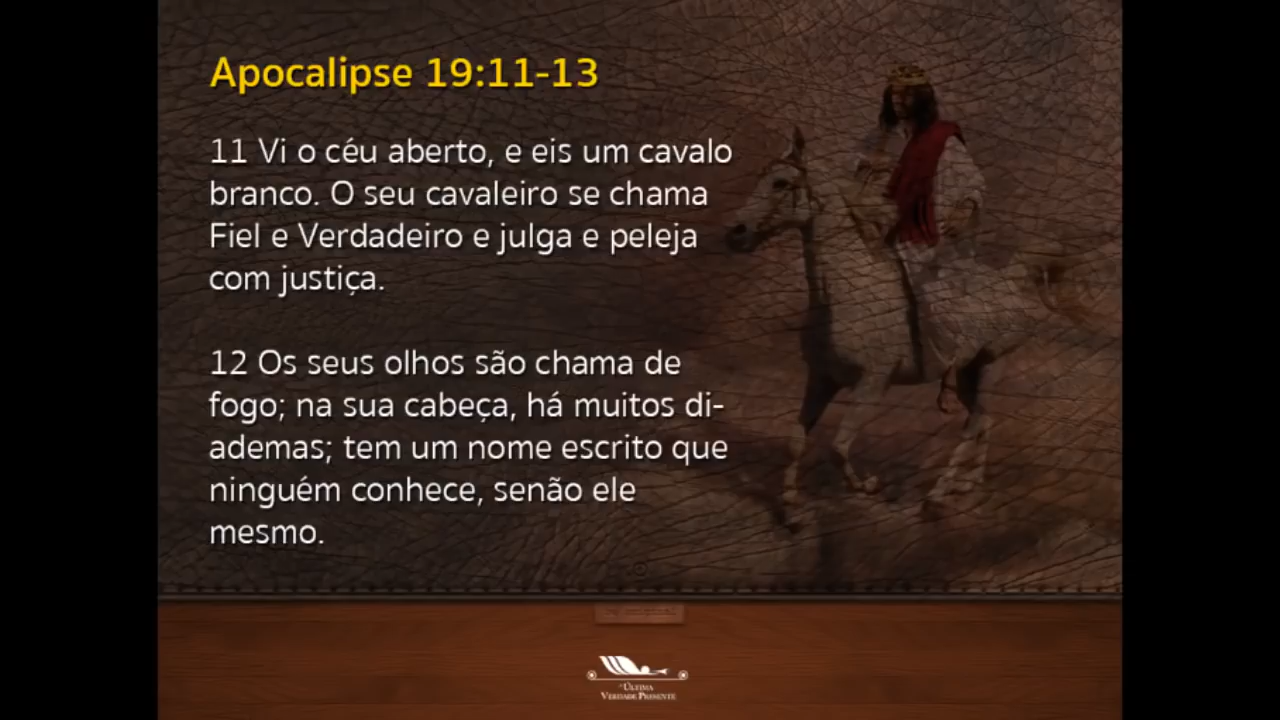 Apocalipse 19:11-13
11 Vi o céu aberto, e eis um cavalo
branco. O seu cavaleiro se chama
Fiel e Verdadeiro e julga e peleja
com justiça.
12 Os seus olhos são chama de
fogo; na sua cabeça, há muitos di-
ademas; tem um nome escrito que
ninguém conhece, senão ele
mesmo.
A ÚLTIMA
VERDADE PRESENTE